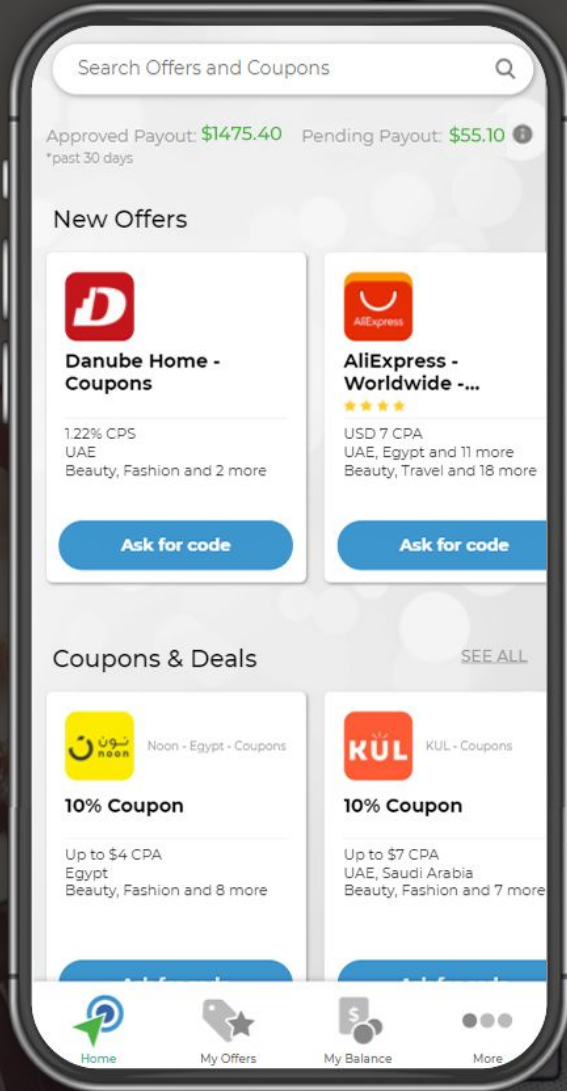 Search Offers and Coupons
Approved Payout: $1475.40 Pending Payout: $55.10
*past 30 days
New Offers
Danube Home -
Coupons
1.22% CPS
UAE
Beauty, Fashion and 2 more
Ask for code
AliExpress
AliExpress -
Worldwide -...
USD 7 CPA
UAE, Egypt and 11 more
Beauty, Travel and 18 more
Ask for code
Coupons & Deals
SEE ALL
نون
noon
Noon - Egypt - Coupons
10% Coupon
Up to $4 CPA
Egypt
Beauty, Fashion and 8 more
KUL
KUL - Coupons
10% Coupon
Up to $7 CPA
UAE, Saudi Arabia
Beauty, Fashion and 7 more
Home
My Offers
My Balance
More